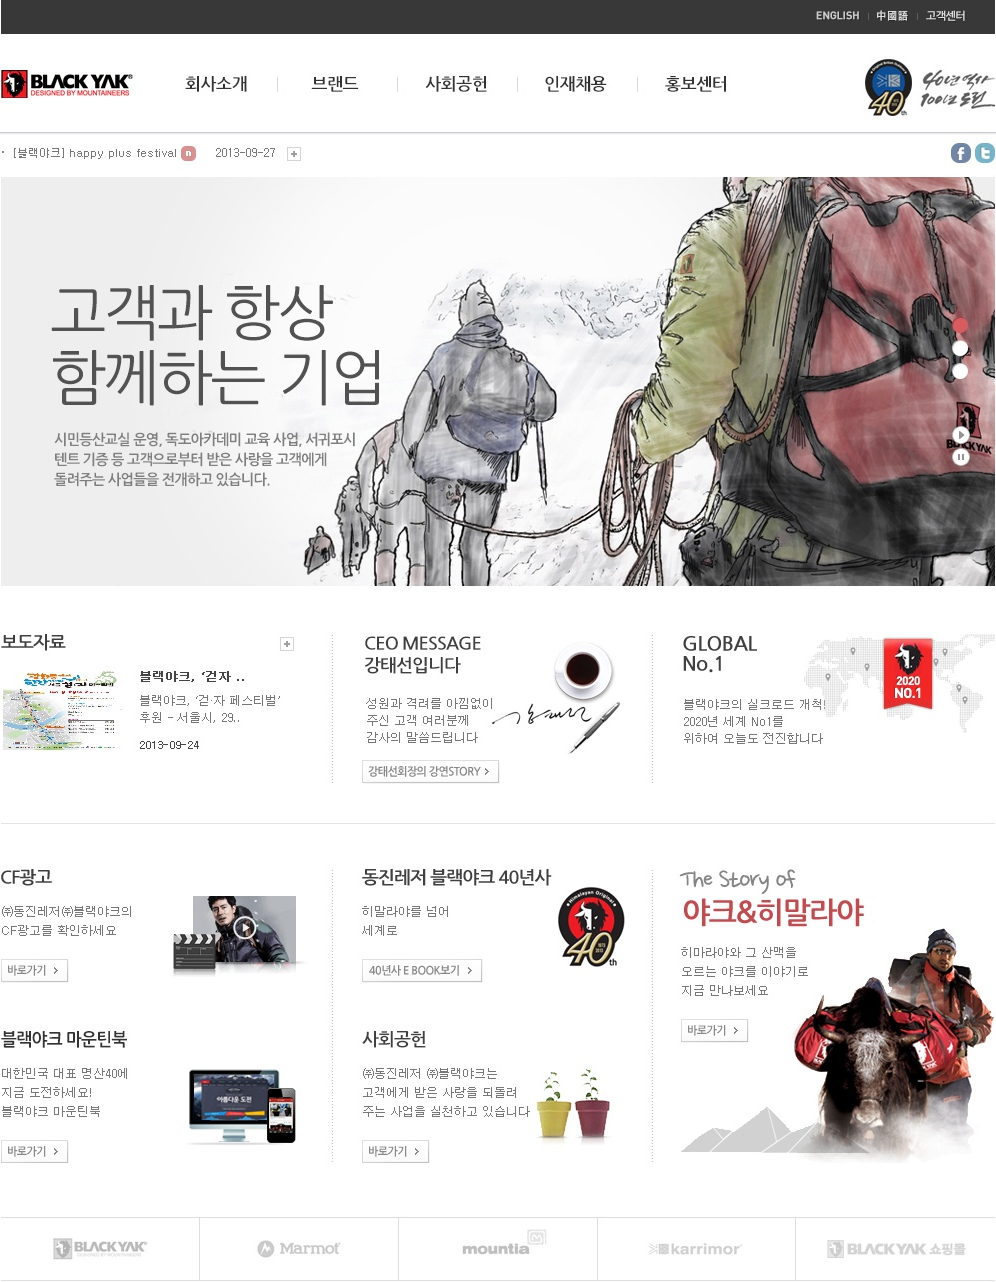 ENGLISH 中國語 고객센터
BLACK YAK
DESIGNED BY MOUNTAINEERS
회사소개 브랜드 사회공헌 인재채용 홍보센터
40th
40년 역사
100년 도전
· [블랙야크] happy plus festival n 2013-09-27
고객과 항상
함께하는 기업
시민등산교실 운영, 독도아카데미 교육 사업, 서귀포시
텐트 기증 등 고객으로부터 받은 사랑을 고객에게
돌려주는 사업들을 전개하고 있습니다.
BLACK YAK
보도자료
블랙야크, '걷자 ..
블랙야크, '걷·자 페스티벌'
후원 - 서울시, 29..
2013-09-24
CEO MESSAGE
강태선입니다
성원과 격려를 아낌없이
주신 고객 여러분께
감사의 말씀드립니다
강태선회장의 강연STORY
GLOBAL
No.1
블랙야크의 실크로드 개척!
2020년 세계 No1를
위하여 오늘도 전진합니다
2020
NO.1
CF광고
㈜동진레저㈜블랙야크의
CF광고를 확인하세요
바로가기
동진레저 블랙야크 40년사
히말라야를 넘어
세계로
40년사 E BOOK보기
Himalayan Original
40th
The Story of
야크&히말라야
히마라야와 그 산맥을
오르는 야크를 이야기로
지금 만나보세요
바로가기
블랙야크 마운틴북
대한민국 대표 명산40에
지금 도전하세요!
블랙야크 마운틴북
바로가기
아름다운 도전
사회공헌
㈜동진레저 ㈜블랙야크는
고객에게 받은 사랑을 되돌려
주는 사업을 실천하고 있습니다
바로가기
BLACK YAK
DESIGNED BY MOUNTAINEERS
Marmot
mountia
karrimor
BLACK YAK 쇼핑몰